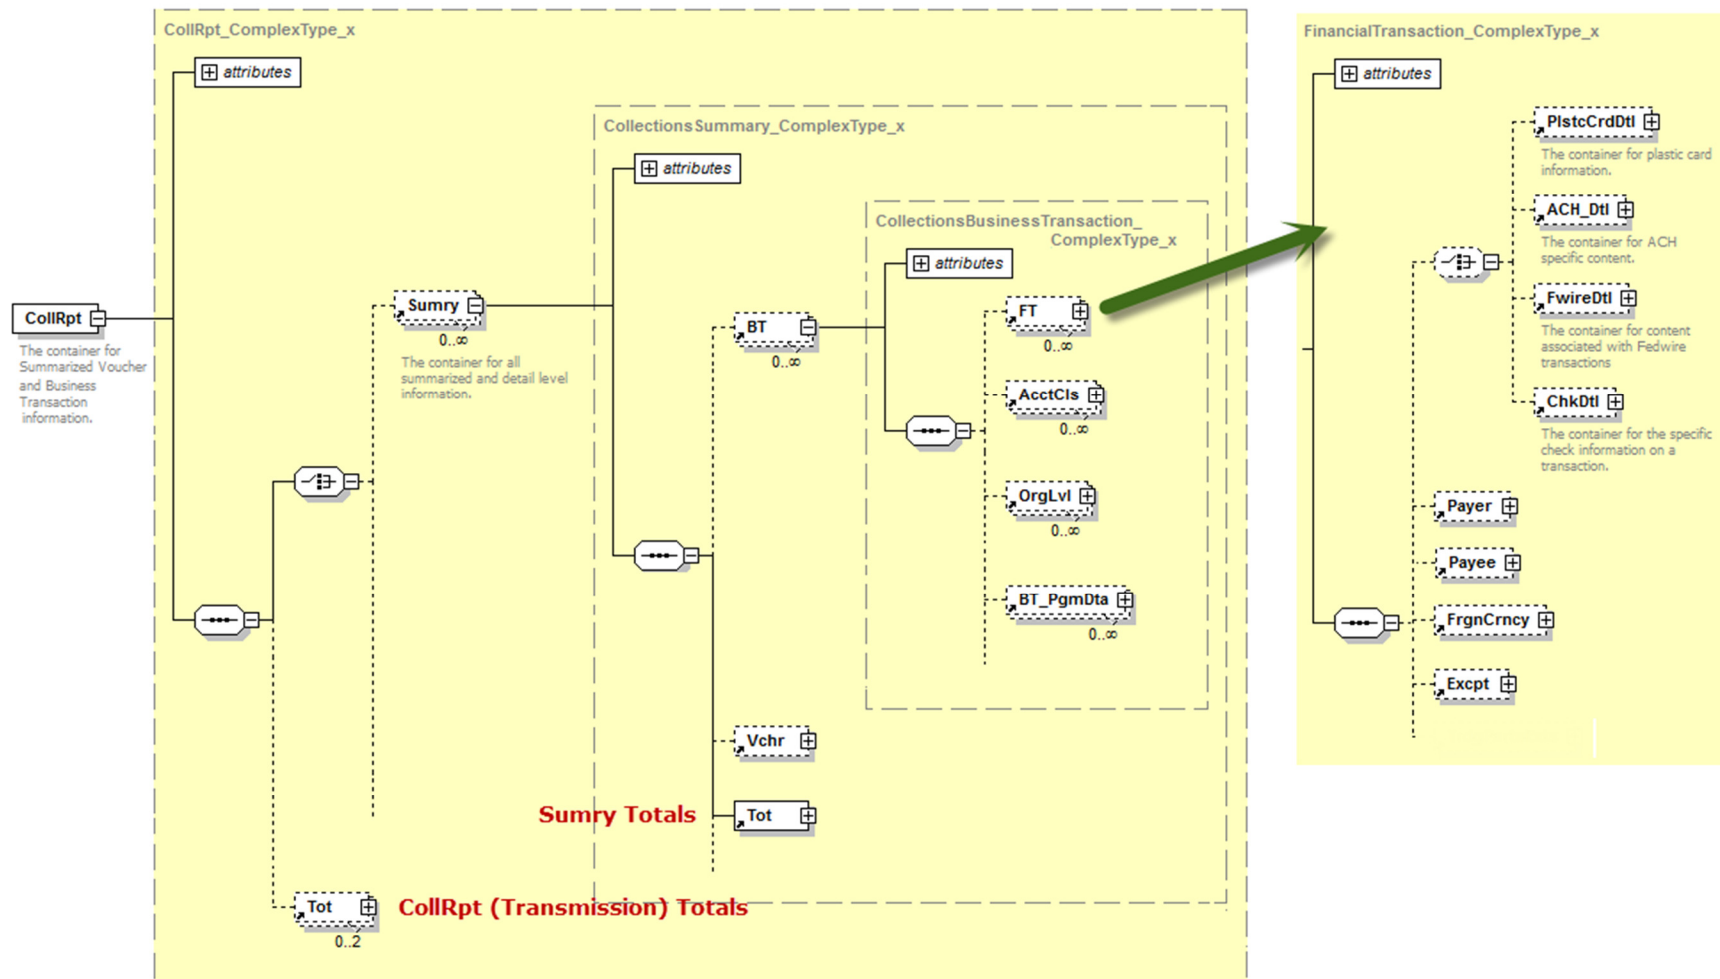 CollRpt_ComplexType_x
attributes
CollRpt
The container for
Summarized Voucher
and Business
Transaction
information.
Sumry
0..∞
The container for all
summarized and detail level
information.
Tot
0..2
CollRpt (Transmission) Totals
CollectionsSummary_ComplexType_x
attributes
BT
0..∞
Vchr
Sumry Totals
Tot
CollectionsBusinessTransaction_
ComplexType_x
attributes
FT
0..∞
AcctCls
0..∞
OrgLvl
0..∞
BT_PgmDta
0..∞
FinancialTransaction_ComplexType_x
attributes
PlstcCrdDtl
The container for plastic card
information.
ACH_Dtl
The container for ACH
specific content.
FwireDtl
The container for content
associated with Fedwire
transactions
ChkDtl
The container for the specific
check information on a
transaction.
Payer
Payee
FrgnCrncy
Excpt